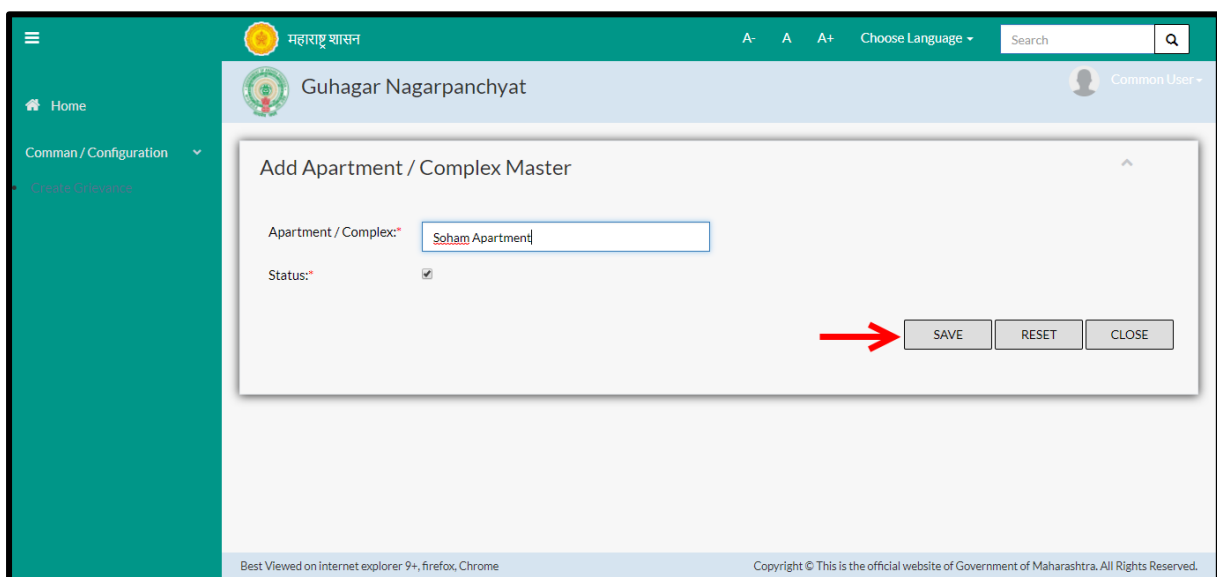 महाराष्ट्र शासन
A- A A+ Choose Language Search
Guhagar Nagarpanchyat
Common User
Home
Comman / Configuration
Add Apartment / Complex Master
Apartment / Complex:* Soham Apartment
Status:*
SAVE RESET CLOSE
Best Viewed on internet explorer 9+, firefox, Chrome
Copyright © This is the official website of Government of Maharashtra. All Rights Reserved.